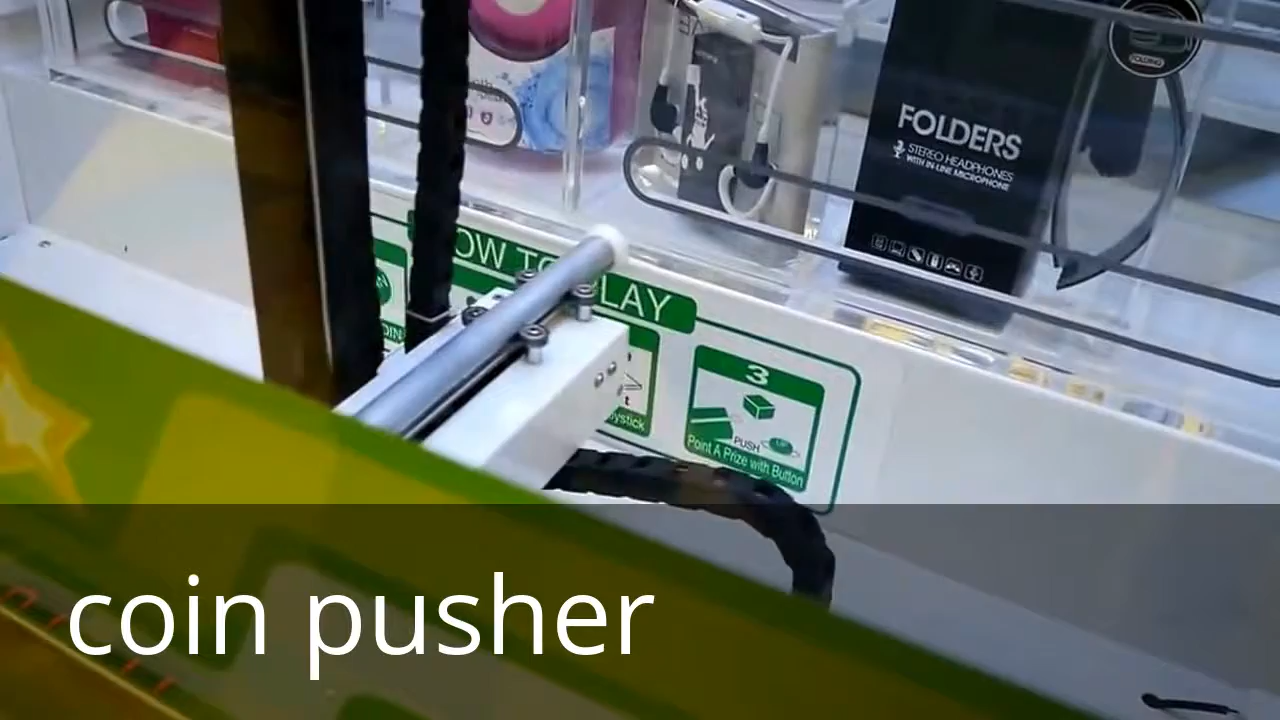 FOLDERS
STEREO HEADPHONES
WITH IN-LINE MICROPHONE
FOLDING
OW TO
LAY
3
PUSH
Point A Prize with Button
ystick
coin pusher